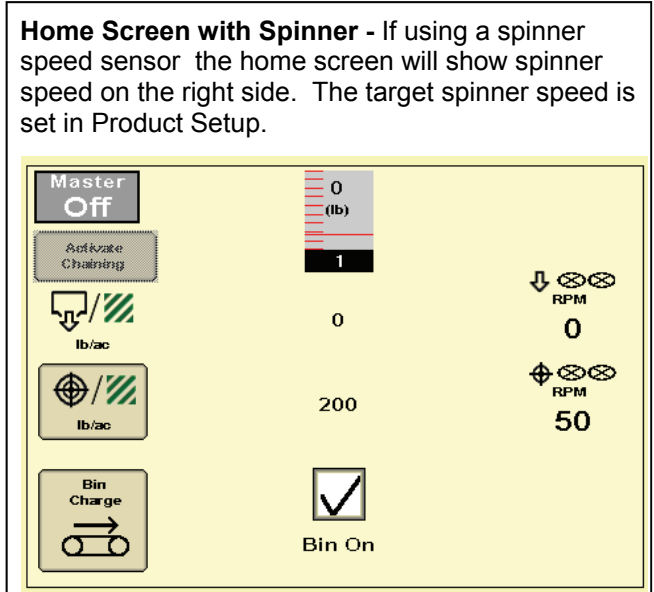 Home Screen with Spinner - If using a spinner
speed sensor the home screen will show spinner
speed on the right side. The target spinner speed is
set in Product Setup.
Master
Off
0
(lb)
1
Activate
Chaining
lb/ac
0
RPM
0
lb/ac
200
RPM
50
Bin
Charge
Bin On